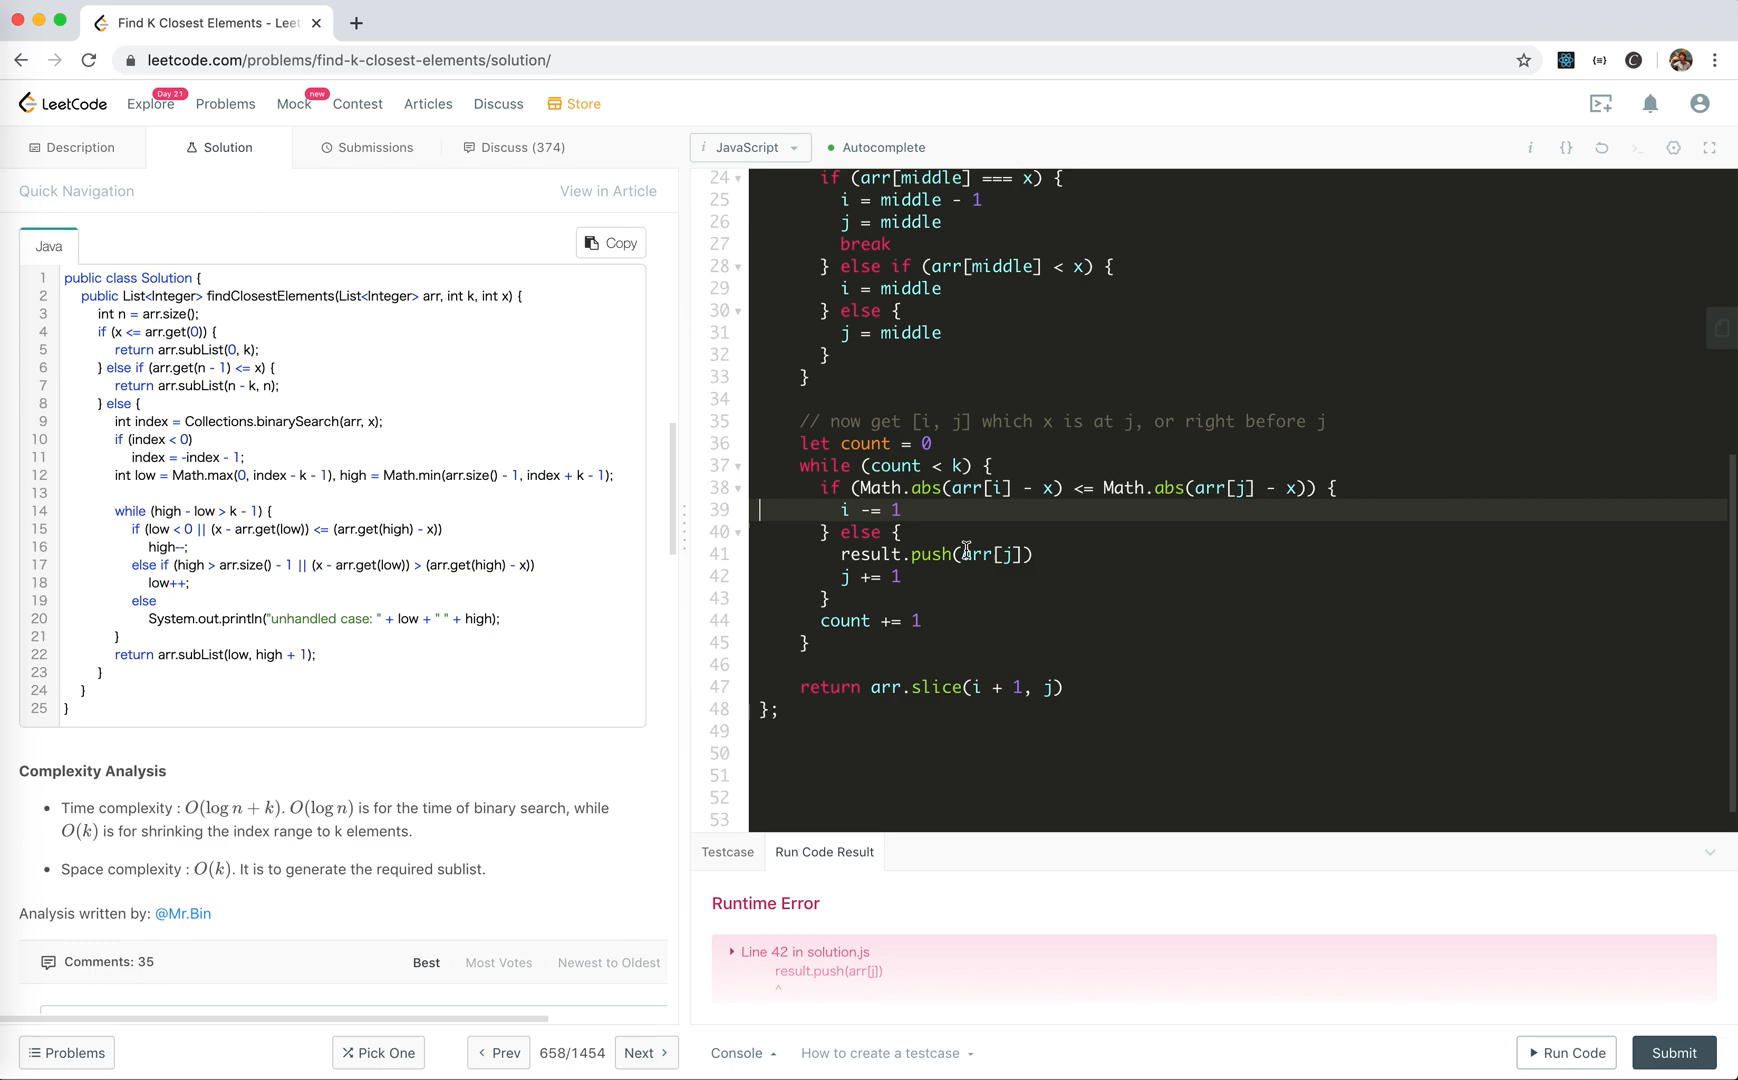 Find K Closest Elements - Leet
leetcode.com/problems/find-k-closest-elements/solution/
LeetCode
Explore
Day 21
Problems
Mock
new
Contest
Articles
Discuss
Store
Description
Solution
Submissions
Discuss (374)
Quick Navigation
View in Article
Java
Copy
1 public class Solution {
2 public List<Integer> findClosestElements(List<Integer> arr, int k, int x) {
3 int n = arr.size();
4 if (x <= arr.get(0)) {
5 return arr.subList(0, k);
6 } else if (arr.get(n - 1) <= x) {
7 return arr.subList(n - k, n);
8 } else {
9 int index = Collections.binarySearch(arr, x);
10 if (index < 0)
11 index = -index - 1;
12 int low = Math.max(0, index - k - 1), high = Math.min(arr.size() - 1, index + k - 1);
13
14 while (high - low > k - 1) {
15 if (low < 0 || (x - arr.get(low)) <= (arr.get(high) - x))
16 high--;
17 else if (high > arr.size() - 1 || (x - arr.get(low)) > (arr.get(high) - x))
18 low++;
19 else
20 System.out.println("unhandled case: " + low + " " + high);
21 }
22 return arr.subList(low, high + 1);
23 }
24 }
25 }
Complexity Analysis
• Time complexity : O(log n + k). O(log n) is for the time of binary search, while
O(k) is for shrinking the index range to k elements.
• Space complexity : O(k). It is to generate the required sublist.
Analysis written by: @Mr.Bin
Comments: 35
Best
Most Votes
Newest to Oldest
Problems
Pick One
Prev
658/1454
Next
i JavaScript
Autocomplete
24 if (arr[middle] === x) {
25 i = middle - 1
26 j = middle
27 break
28 } else if (arr[middle] < x) {
29 i = middle
30 } else {
31 j = middle
32 }
33 }
34
35 // now get [i, j] which x is at j, or right before j
36 let count = 0
37 while (count < k) {
38 if (Math.abs(arr[i] - x) <= Math.abs(arr[j] - x)) {
39 i -= 1
40 } else {
41 result.push(arr[j])
42 j += 1
43 }
44 count += 1
45 }
46
47 return arr.slice(i + 1, j)
48 };
49
50
51
52
53
Testcase
Run Code Result
Runtime Error
Line 42 in solution.js
result.push(arr[j])
^
Console
How to create a testcase
Run Code
Submit